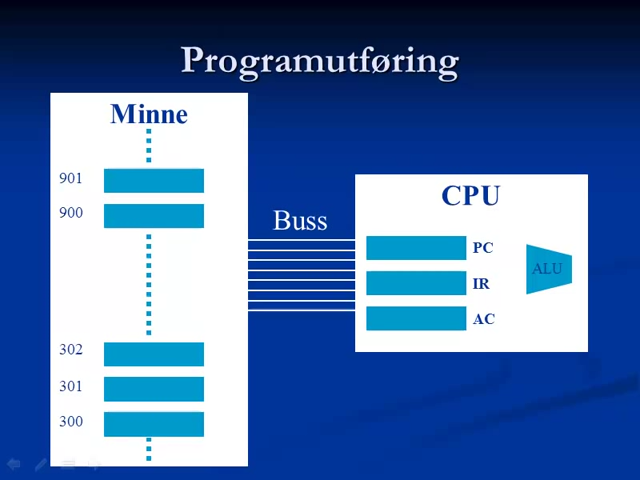 Programutføring
Minne
901
900
302
301
300
Buss
CPU
PC
IR
AC
ALU